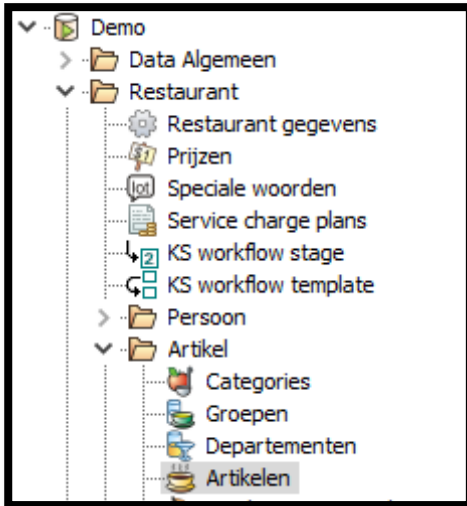 Demo
Data Algemeen
Restaurant
Restaurant gegevens
Prijzen
Speciale woorden
Service charge plans
KS workflow stage
KS workflow template
Persoon
Artikel
Categories
Groepen
Departementen
Artikelen